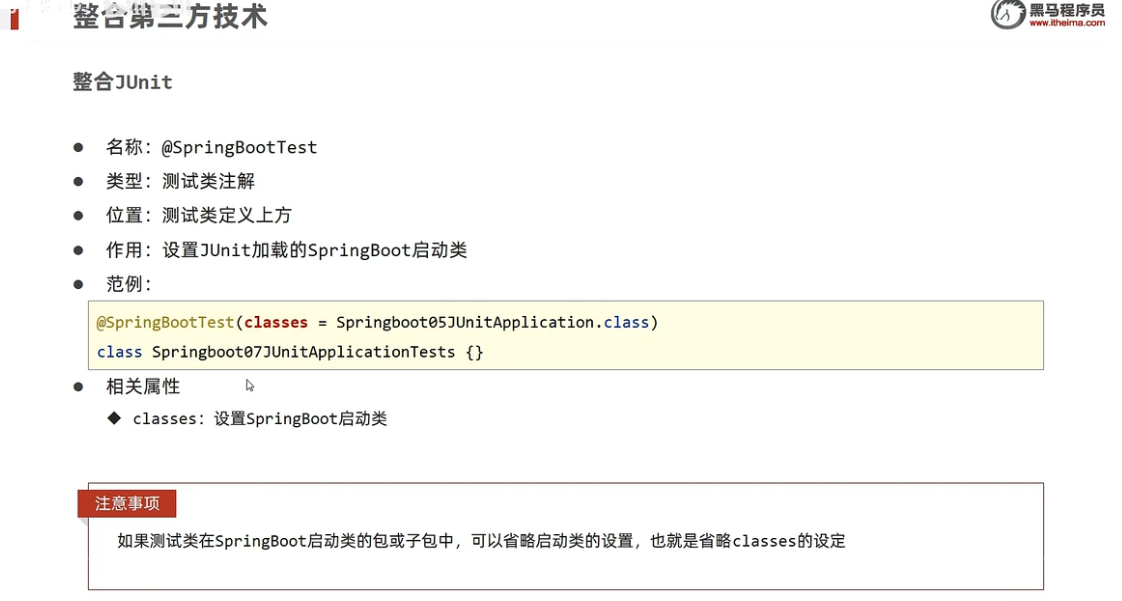 整合第三方技术
黑马程序员
www.itheima.com
整合JUnit
● 名称：@SpringBootTest
● 类型：测试类注解
● 位置：测试类定义上方
● 作用：设置JUnit加载的SpringBoot启动类
● 范例：
@SpringBootTest(classes = Springboot05JUnitApplication.class)
class Springboot07JUnitApplicationTests {}
● 相关属性
◆ classes：设置SpringBoot启动类
注意事项
如果测试类在SpringBoot启动类的包或子包中，可以省略启动类的设置，也就是省略classes的设定